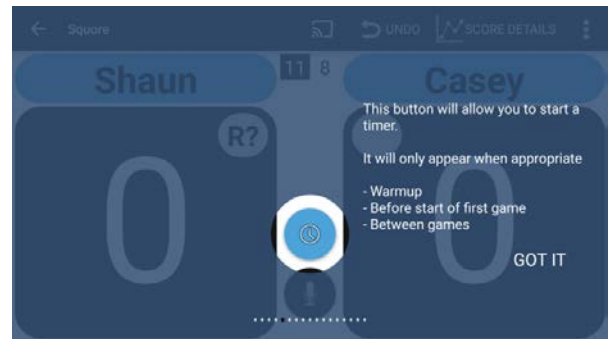 Square
UNDO
SCORE DETAILS
Shaun
11 8
Casey
R?
0
0
This button will allow you to start a
timer.
It will only appear when appropriate
- Warmup
- Before start of first game
- Between games
GOT IT